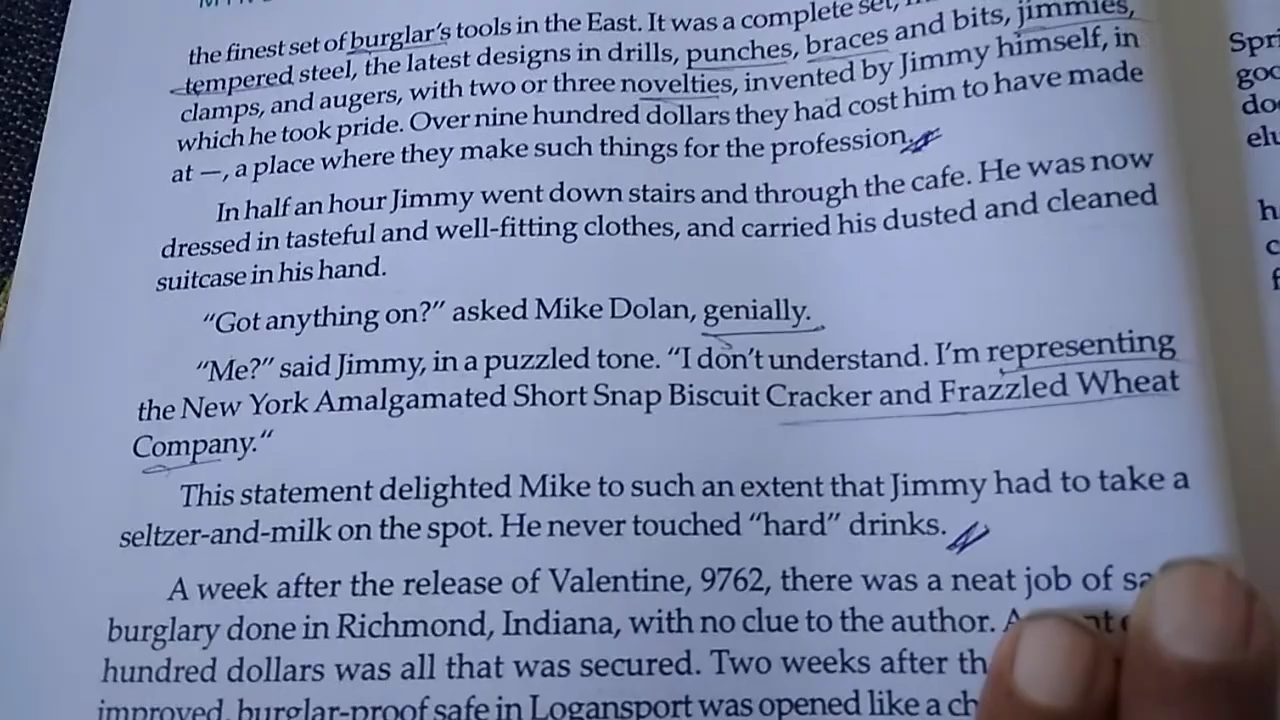 the finest set of burglar's tools in the East. It was a complete set,
tempered steel, the latest designs in drills, punches, braces and bits, jimmies,
clamps, and augers, with two or three novelties, invented by Jimmy himself, in
which he took pride. Over nine hundred dollars they had cost him to have made
at —, a place where they make such things for the profession.
In half an hour Jimmy went down stairs and through the cafe. He was now
dressed in tasteful and well-fitting clothes, and carried his dusted and cleaned
suitcase in his hand.
"Got anything on?" asked Mike Dolan, genially.
"Me?" said Jimmy, in a puzzled tone. "I don't understand. I'm representing
the New York Amalgamated Short Snap Biscuit Cracker and Frazzled Wheat
Company."
This statement delighted Mike to such an extent that Jimmy had to take a
seltzer-and-milk on the spot. He never touched "hard" drinks.
A week after the release of Valentine, 9762, there was a neat job of
burglary done in Richmond, Indiana, with no clue to the author. A
hundred dollars was all that was secured. Two weeks after
improved, burglar-proof safe in Logansport was opened like a